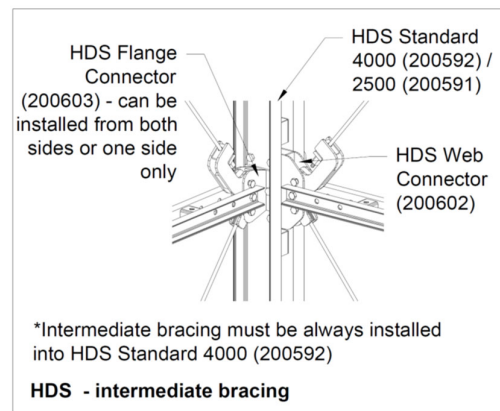 HDS Flange
Connector
(200603) - can be
installed from both
sides or one side
only
HDS Standard
4000 (200592) /
2500 (200591)
HDS Web
Connector
(200602)
*Intermediate bracing must be always installed
into HDS Standard 4000 (200592)
HDS - intermediate bracing